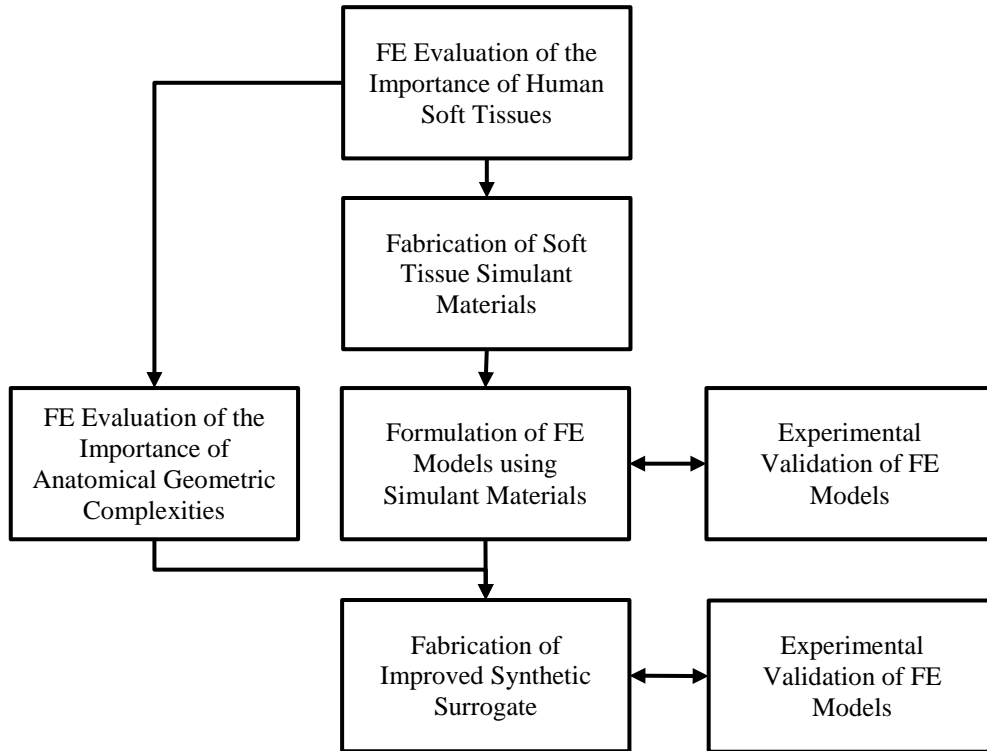 FE Evaluation of the
Importance of Human
Soft Tissues
Fabrication of Soft
Tissue Simulant
Materials
FE Evaluation of the
Importance of
Anatomical Geometric
Complexities
Formulation of FE
Models using
Simulant Materials
Experimental
Validation of FE
Models
Fabrication of
Improved Synthetic
Surrogate
Experimental
Validation of FE
Models